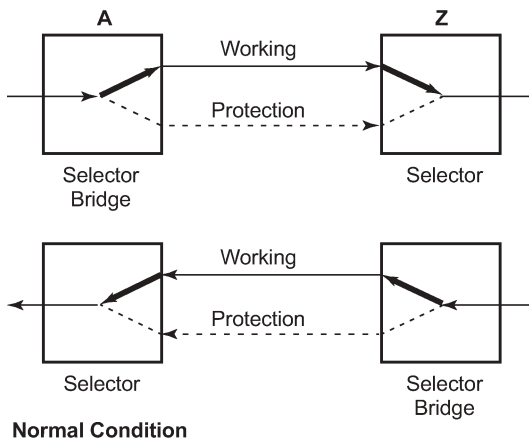 A
Z
Working
Protection
Selector
Bridge
Selector
Working
Protection
Selector
Selector
Bridge
Normal Condition